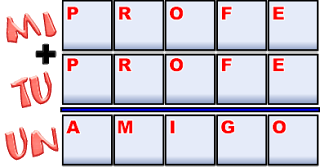 MI P R O F E
+
TU P R O F E
UN A M I G O